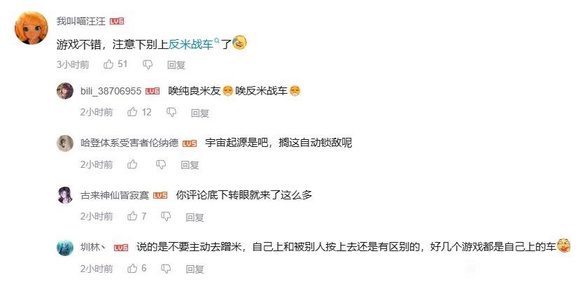 我叫喵汪汪 LV6
游戏不错，注意下别上反米战车了
3小时前 51 回复
bili_38706955 LV5 唉纯良米友唉反米战车
2小时前 12 回复
哈登体系受害者伦纳德 LV5 宇宙起源是吧，搁这自动锁敌呢
2小时前 回复
古来神仙皆寂寞 LV5 你评论底下转眼就来了这么多
2小时前 7 回复
圳林丶 LV6 说的是不要主动去蹭米，自己上和被别人按上去还是有区别的，好几个游戏都是自己上的车
2小时前 6 回复